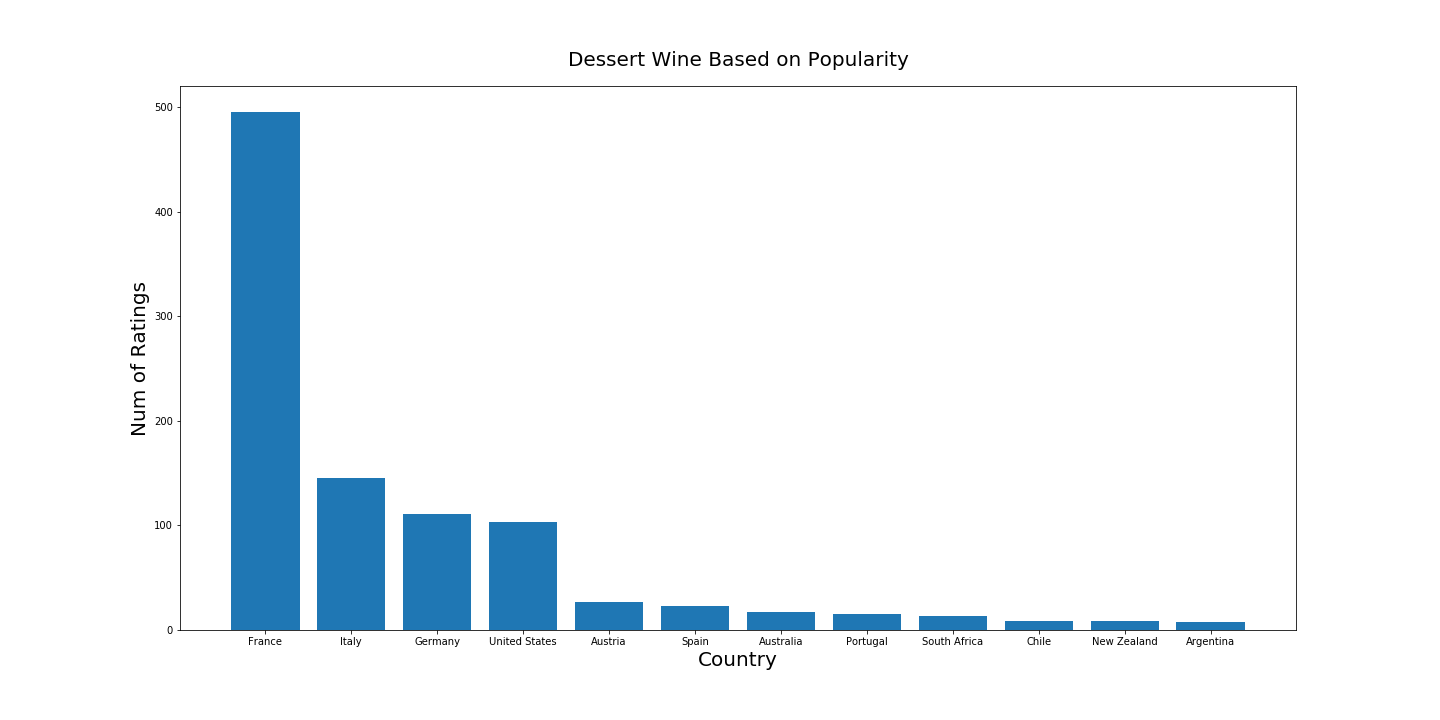 Dessert Wine Based on Popularity
500
400
300
200
100
0
Num of Ratings
France Italy Germany United States Austria Spain Australia Portugal South Africa Chile New Zealand Argentina
Country